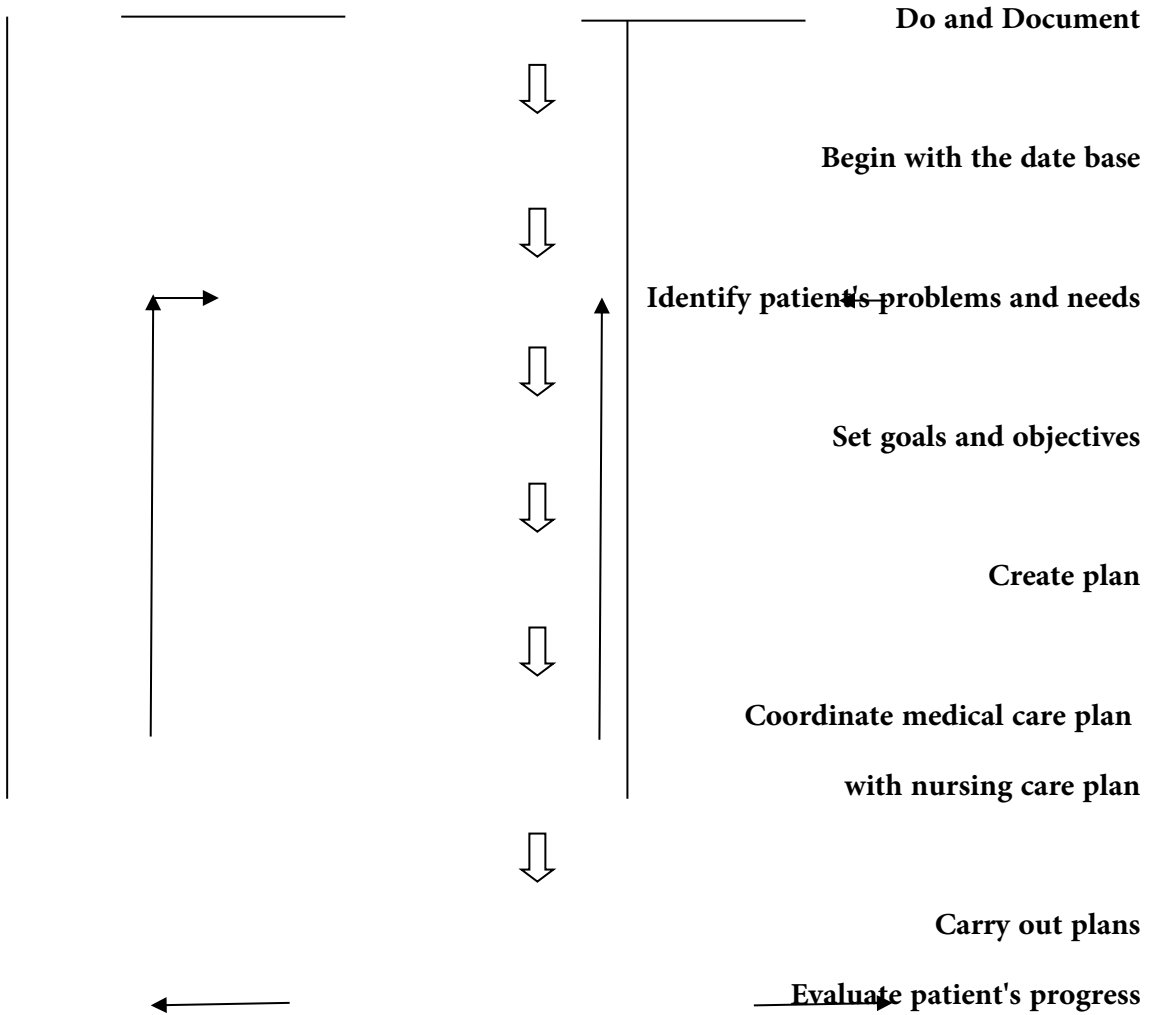 Do and Document
Begin with the date base
Identify patient's problems and needs
Set goals and objectives
Create plan
Coordinate medical care plan
with nursing care plan
Carry out plans
Evaluate patient's progress